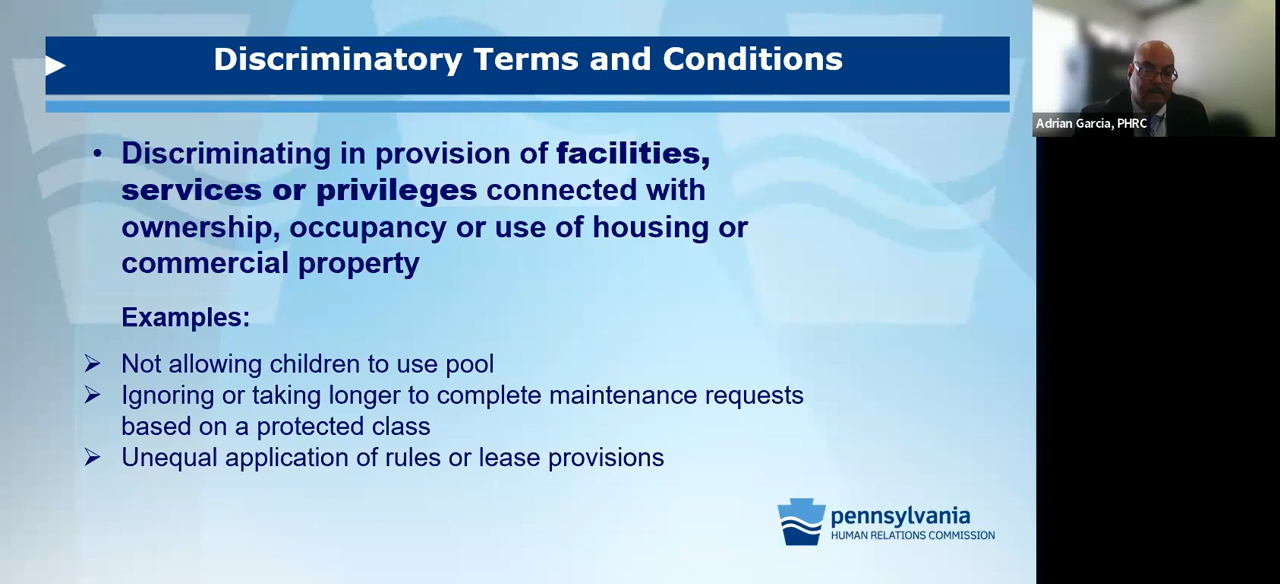 Discriminatory Terms and Conditions
Adrian Garcia, PHRC
• Discriminating in provision of facilities,
services or privileges connected with
ownership, occupancy or use of housing or
commercial property
Examples:
➢ Not allowing children to use pool
➢ Ignoring or taking longer to complete maintenance requests
based on a protected class
➢ Unequal application of rules or lease provisions
pennsylvania
HUMAN RELATIONS COMMISSION